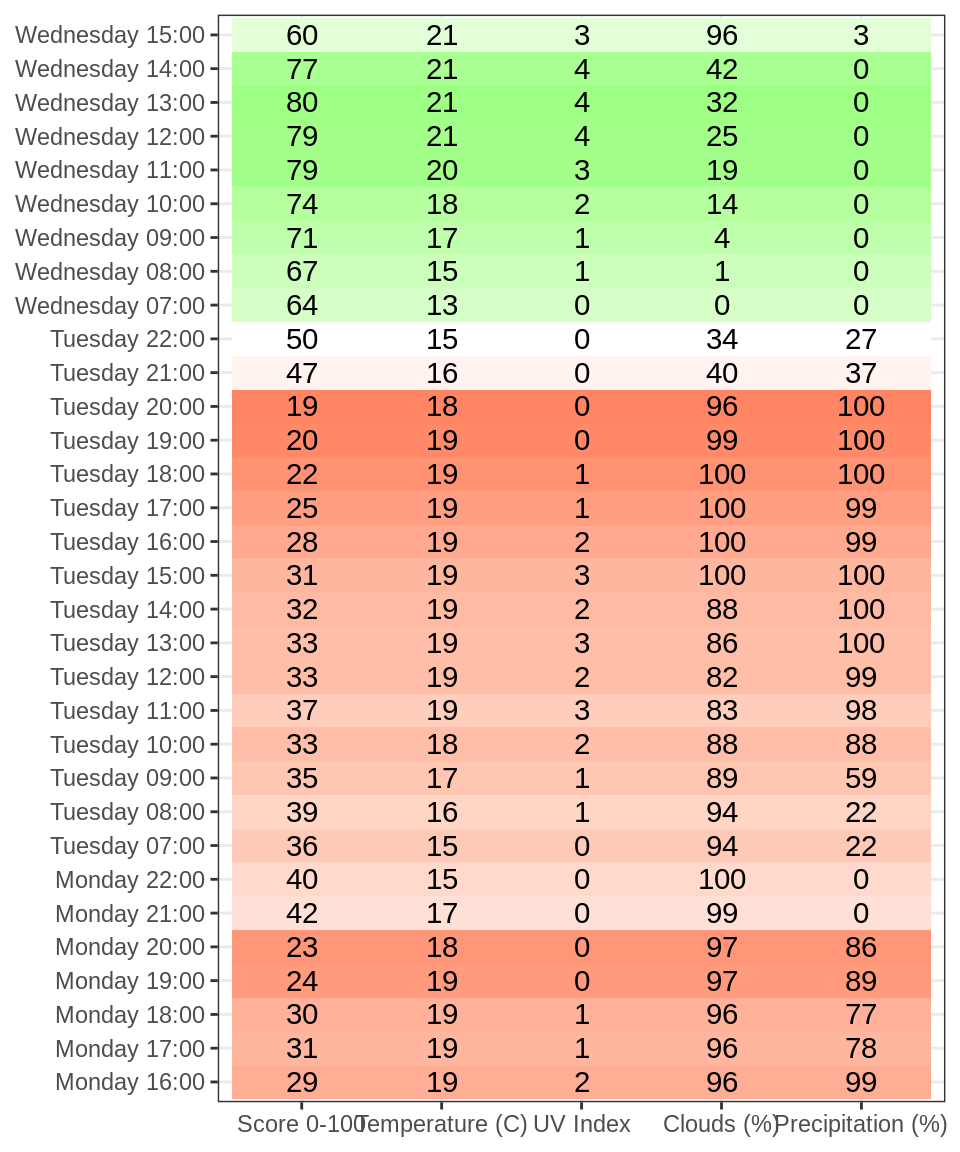 Wednesday 15:00 60 21 3 96 3
Wednesday 14:00 77 21 4 42 0
Wednesday 13:00 80 21 4 32 0
Wednesday 12:00 79 21 4 25 0
Wednesday 11:00 79 20 3 19 0
Wednesday 10:00 74 18 2 14 0
Wednesday 09:00 71 17 1 4 0
Wednesday 08:00 67 15 1 1 0
Wednesday 07:00 64 13 0 0 0
Tuesday 22:00 50 15 0 34 27
Tuesday 21:00 47 16 0 40 37
Tuesday 20:00 19 18 0 96 100
Tuesday 19:00 20 19 0 99 100
Tuesday 18:00 22 19 1 100 100
Tuesday 17:00 25 19 1 100 99
Tuesday 16:00 28 19 2 100 99
Tuesday 15:00 31 19 3 100 100
Tuesday 14:00 32 19 2 88 100
Tuesday 13:00 33 19 3 86 100
Tuesday 12:00 33 19 2 82 99
Tuesday 11:00 37 19 3 83 98
Tuesday 10:00 33 18 2 88 88
Tuesday 09:00 35 17 1 89 59
Tuesday 08:00 39 16 1 94 22
Tuesday 07:00 36 15 0 94 22
Monday 22:00 40 15 0 100 0
Monday 21:00 42 17 0 99 0
Monday 20:00 23 18 0 97 86
Monday 19:00 24 19 0 97 89
Monday 18:00 30 19 1 96 77
Monday 17:00 31 19 1 96 78
Monday 16:00 29 19 2 96 99
Score 0-100 Temperature (C) UV Index Clouds (%) Precipitation (%)